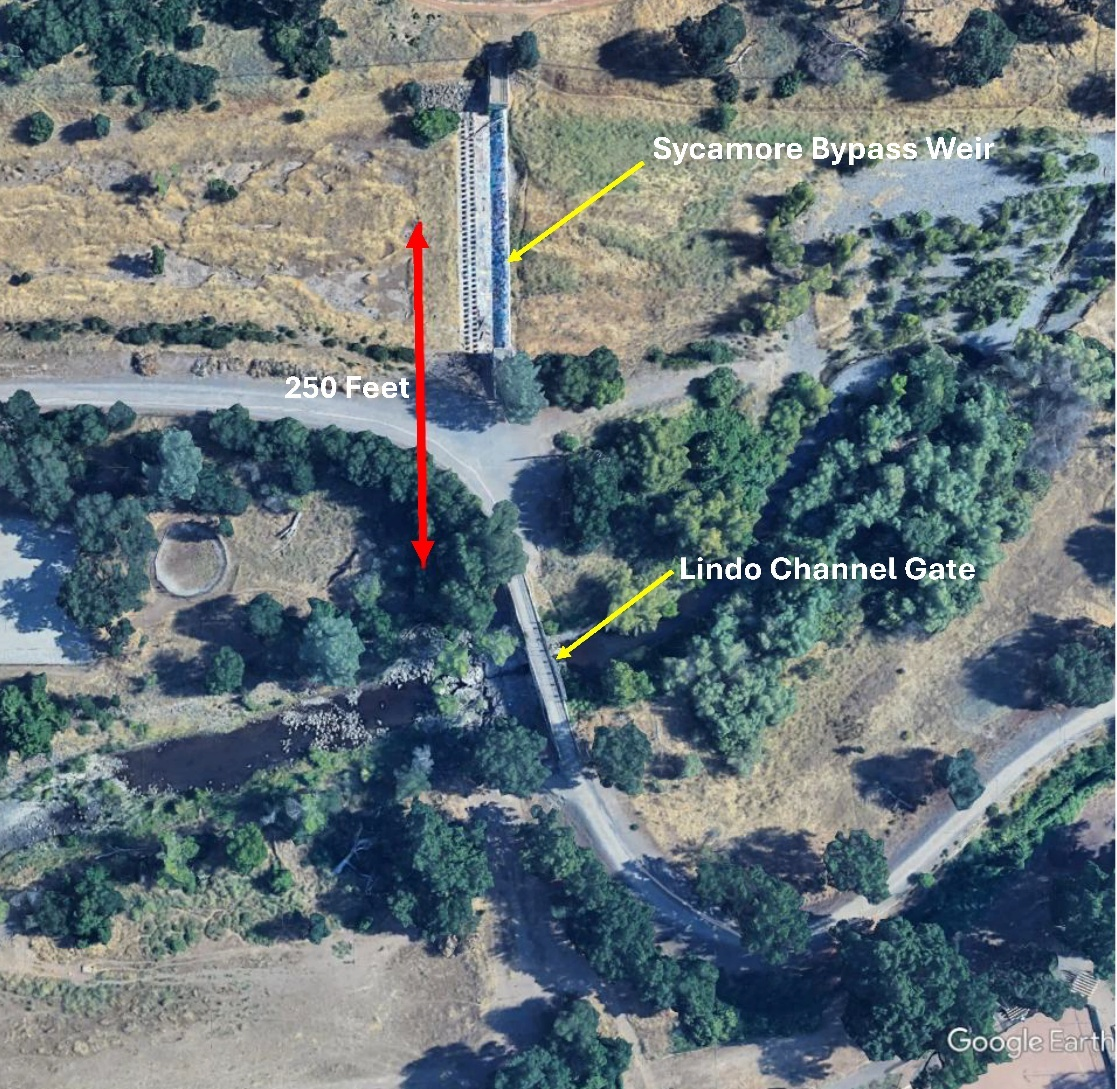 Sycamore Bypass Weir
250 Feet
Lindo Channel Gate
Google Earth